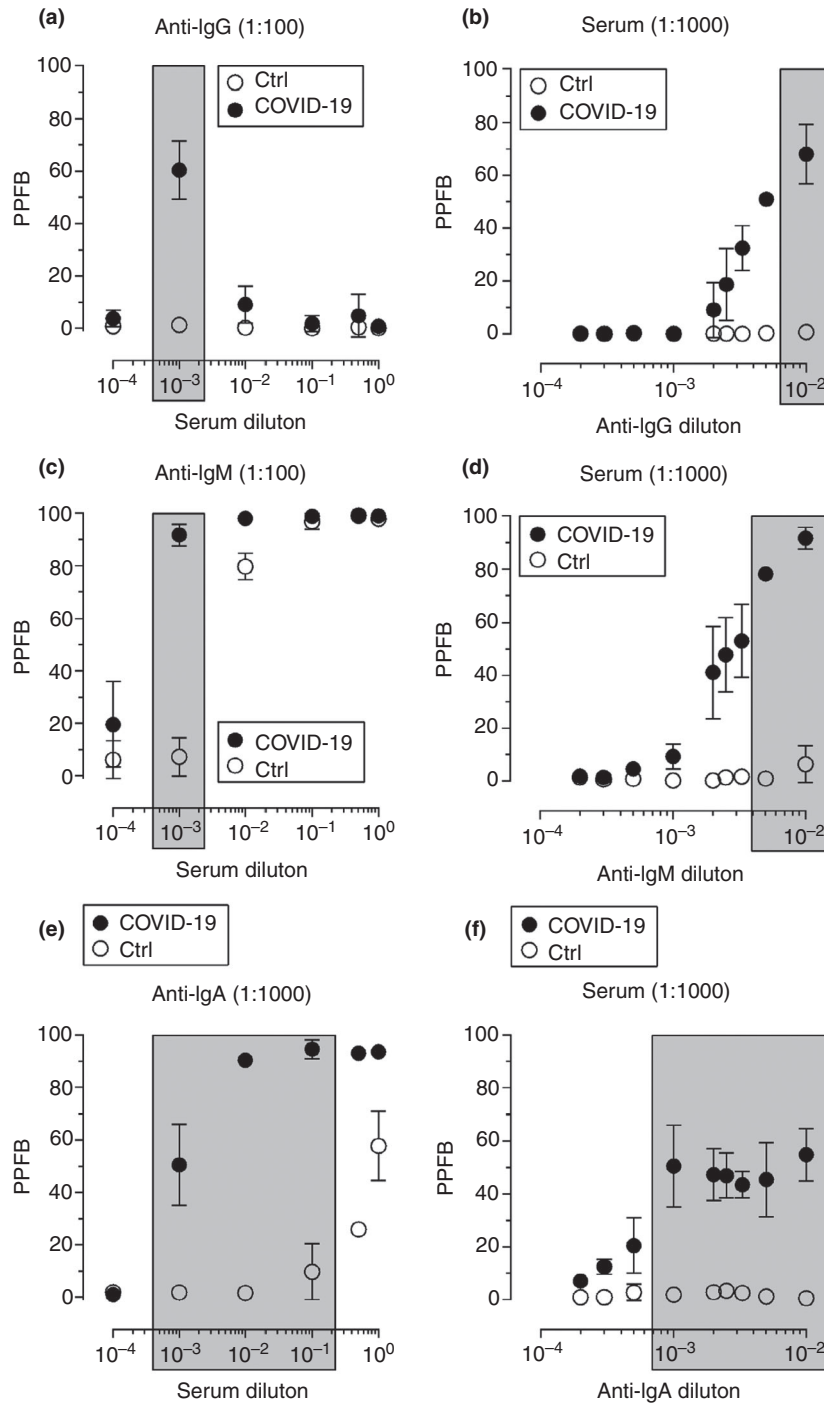 (a)
Anti-IgG (1:100)
Ctrl
COVID-19
PPFB
100
80
60
40
20
0
10⁻⁴ 10⁻³ 10⁻² 10⁻¹ 10⁰
Serum diluton
(b)
Serum (1:1000)
Ctrl
COVID-19
PPFB
100
80
60
40
20
0
10⁻⁴ 10⁻³ 10⁻²
Anti-IgG diluton
(c)
Anti-IgM (1:100)
PPFB
100
80
60
40
20
0
COVID-19
Ctrl
10⁻⁴ 10⁻³ 10⁻² 10⁻¹ 10⁰
Serum diluton
(d)
Serum (1:1000)
COVID-19
Ctrl
PPFB
100
80
60
40
20
0
10⁻⁴ 10⁻³ 10⁻²
Anti-IgM diluton
(e)
COVID-19
Ctrl
Anti-IgA (1:1000)
PPFB
100
80
60
40
20
0
10⁻⁴ 10⁻³ 10⁻² 10⁻¹ 10⁰
Serum diluton
(f)
COVID-19
Ctrl
Serum (1:1000)
PPFB
100
80
60
40
20
0
10⁻⁴ 10⁻³ 10⁻²
Anti-IgA diluton